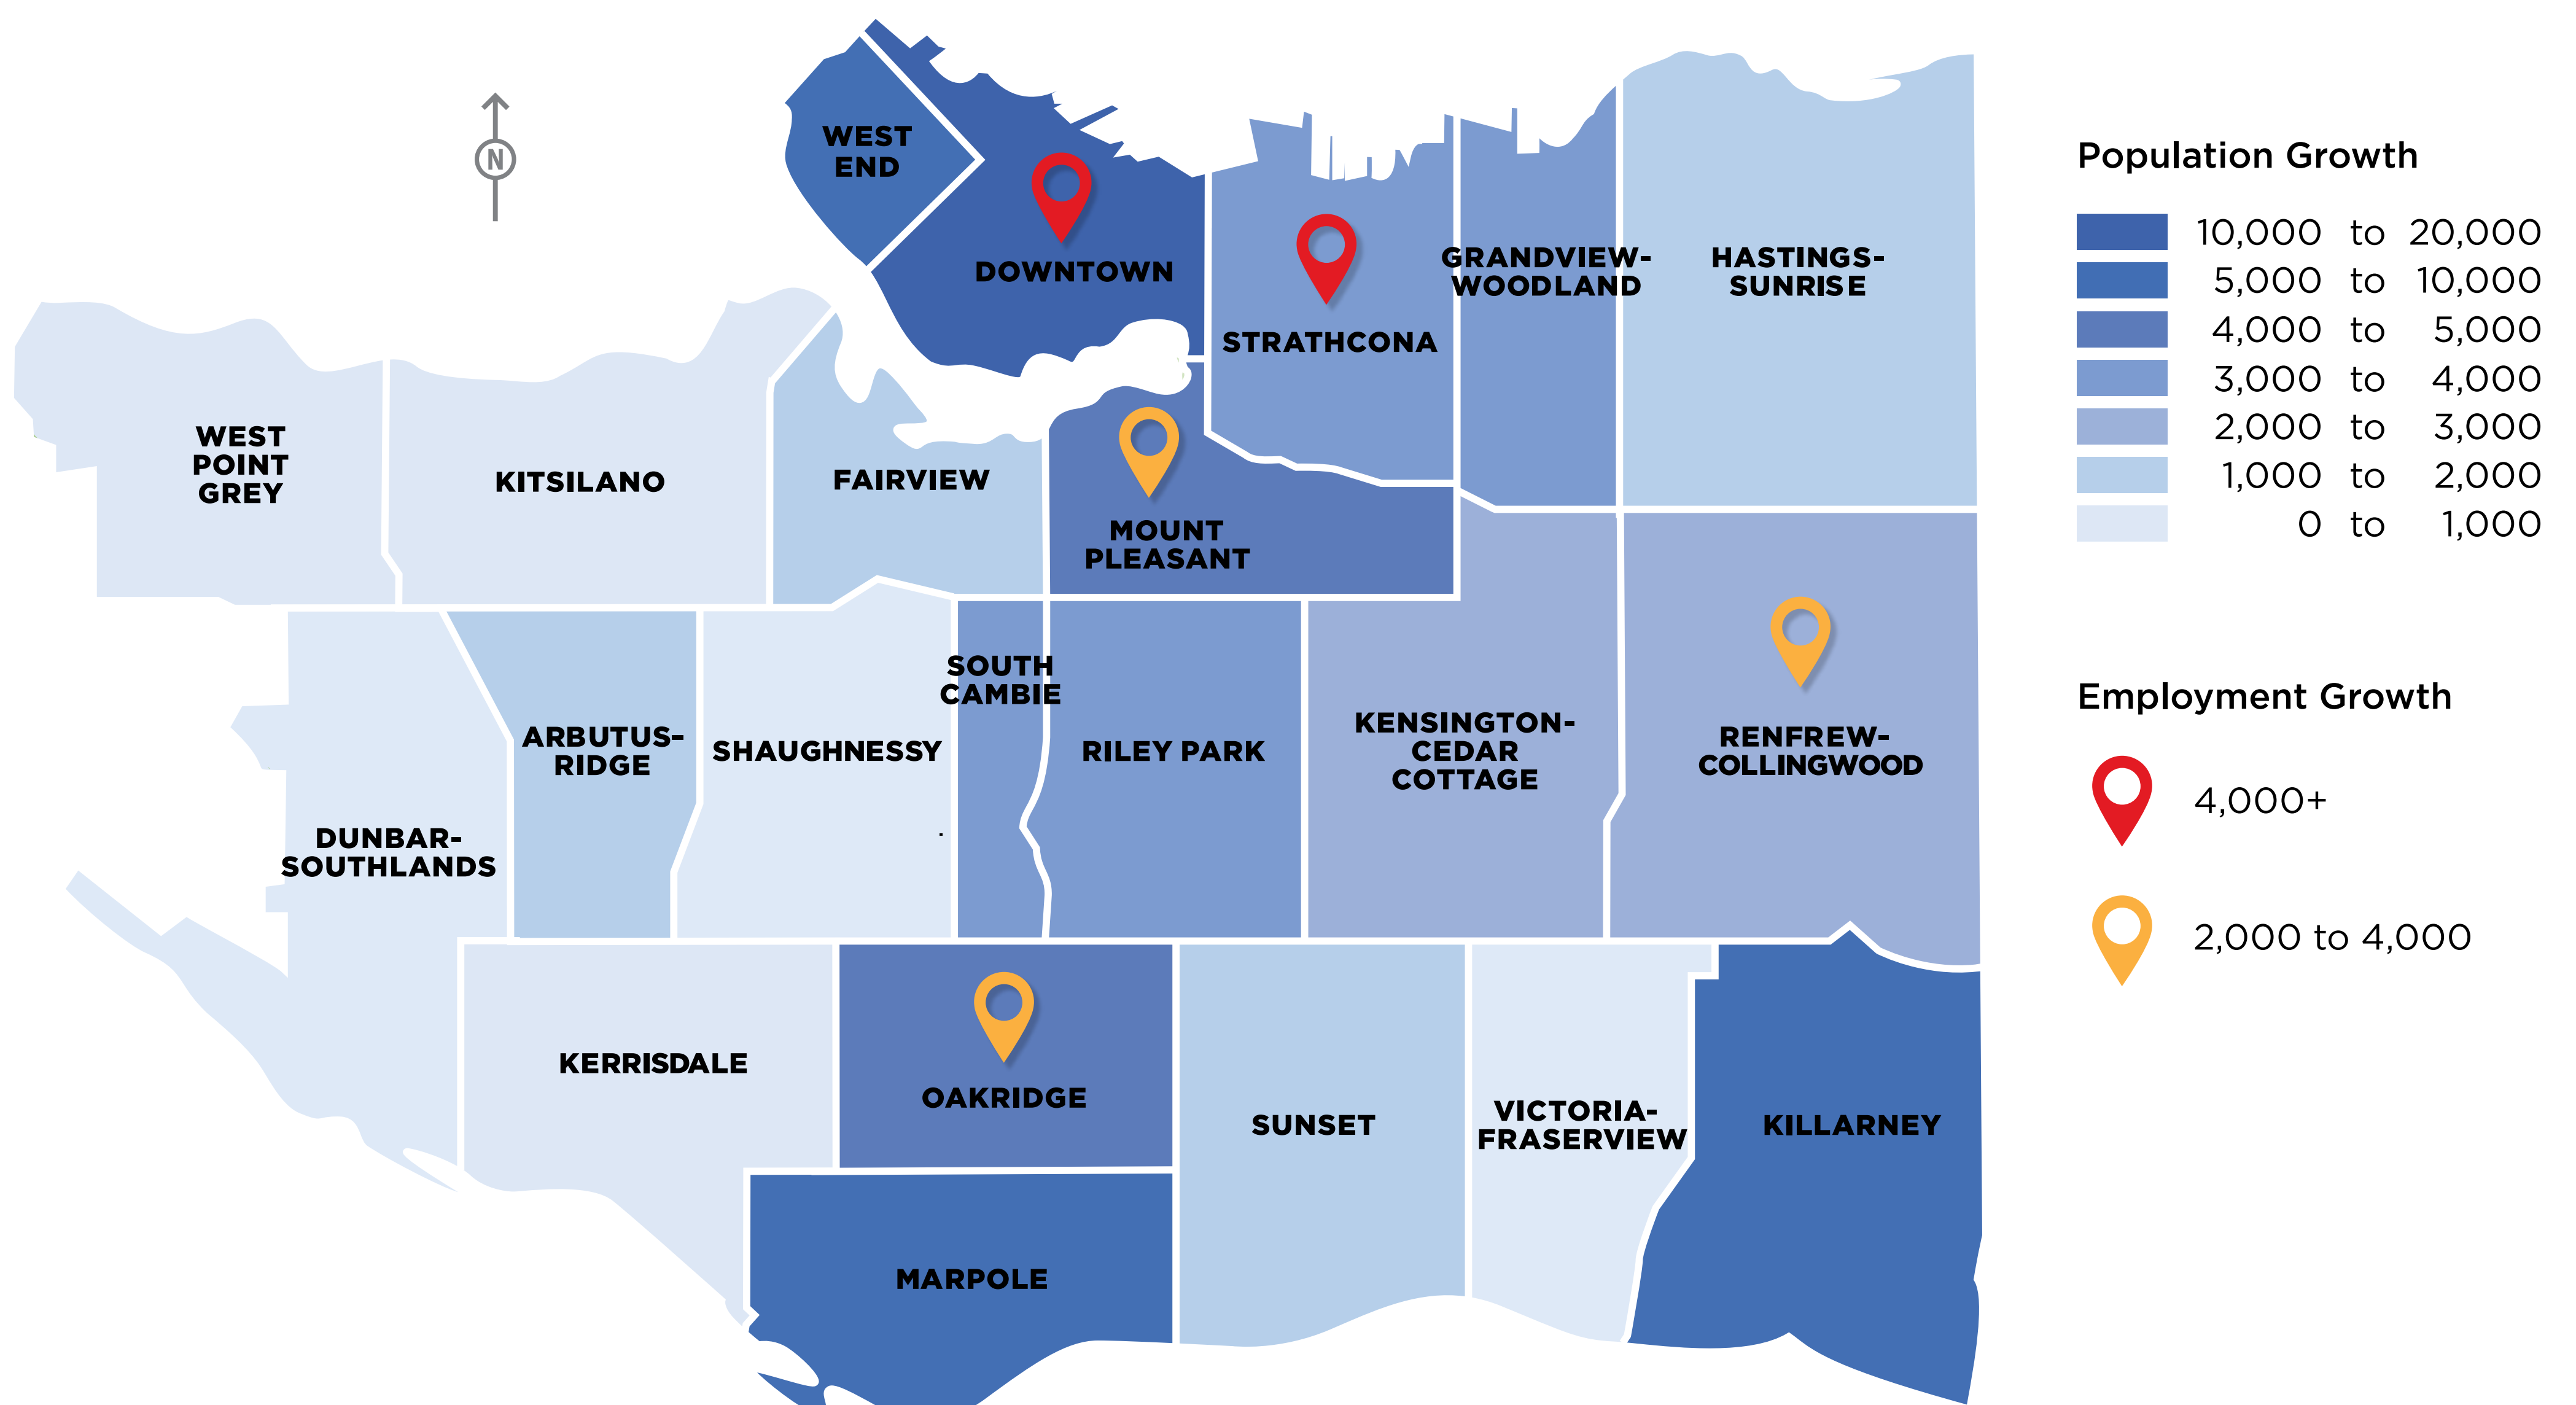 N
WEST
END
DOWNTOWN
STRATHCONA
GRANDVIEW-
WOODLAND
HASTINGS-
SUNRISE
WEST
POINT
GREY
KITSILANO
FAIRVIEW
MOUNT
PLEASANT
DUNBAR-
SOUTHLANDS
ARBUTUS-
RIDGE
SHAUGHNESSY
SOUTH
CAMBIE
RILEY PARK
KENSINGTON-
CEDAR
COTTAGE
RENFREW-
COLLINGWOOD
KERRISDALE
OAKRIDGE
MARPOLE
SUNSET
VICTORIA-
FRASERVIEW
KILLARNEY
Population Growth
10,000 to 20,000
5,000 to 10,000
4,000 to 5,000
3,000 to 4,000
2,000 to 3,000
1,000 to 2,000
0 to 1,000
Employment Growth
4,000+
2,000 to 4,000